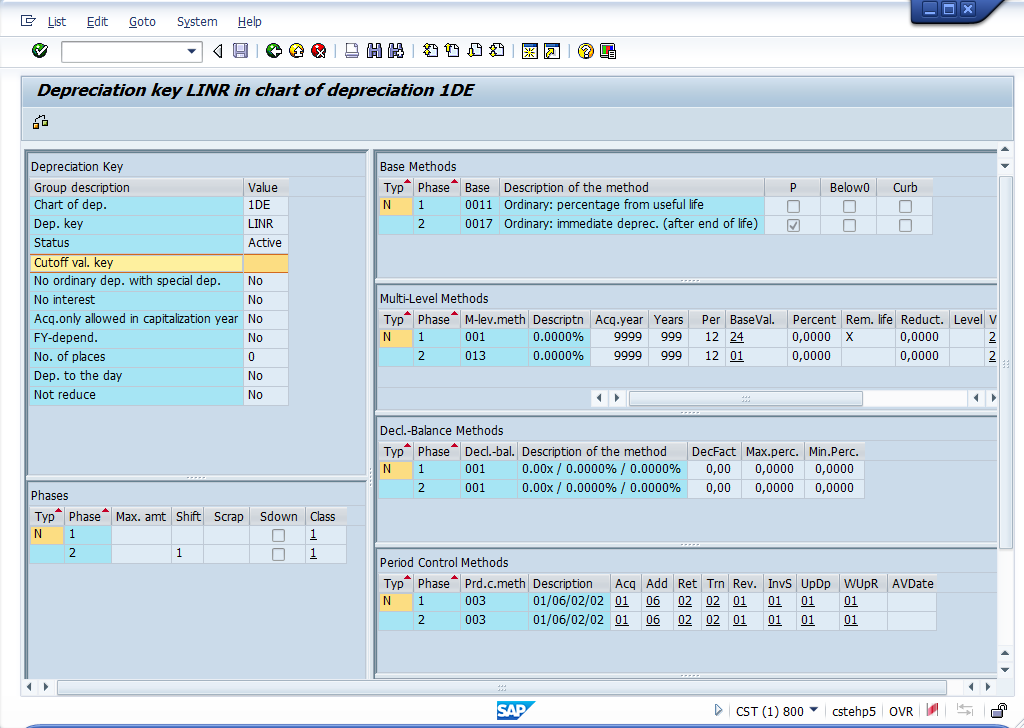 List Edit Goto System Help
Depreciation key LINR in chart of depreciation 1DE
Depreciation Key
Group description Value
Chart of dep. 1DE
Dep. key LINR
Status Active
Cutoff val. key
No ordinary dep. with special dep. No
No interest No
Acq.only allowed in capitalization year No
FY-depend. No
No. of places 0
Dep. to the day No
Not reduce No
Phases
Typ Phase Max. amt Shift Scrap Sdown Class
N 1 1
2 1 1
Base Methods
Typ Phase Base Description of the method P Below0 Curb
N 1 0011 Ordinary: percentage from useful life
2 0017 Ordinary: immediate deprec. (after end of life)
Multi-Level Methods
Typ Phase M-lev.meth Descriptn Acq.year Years Per BaseVal. Percent Rem. life Reduct. Level V
N 1 001 0.0000% 9999 999 12 24 0,0000 X 0,0000 2
2 013 0.0000% 9999 999 12 01 0,0000 0,0000 2
Decl.-Balance Methods
Typ Phase Decl.-bal. Description of the method DecFact Max.perc. Min.Perc.
N 1 001 0.00x / 0.0000% / 0.0000% 0,00 0,0000 0,0000
2 001 0.00x / 0.0000% / 0.0000% 0,00 0,0000 0,0000
Period Control Methods
Typ Phase Prd.c.meth Description Acq Add Ret Trn Rev. InvS UpDp WUpR AVDate
N 1 003 01/06/02/02 01 06 02 02 01 01 01 01
2 003 01/06/02/02 01 06 02 02 01 01 01 01
SAP CST (1) 800 cstehp5 OVR